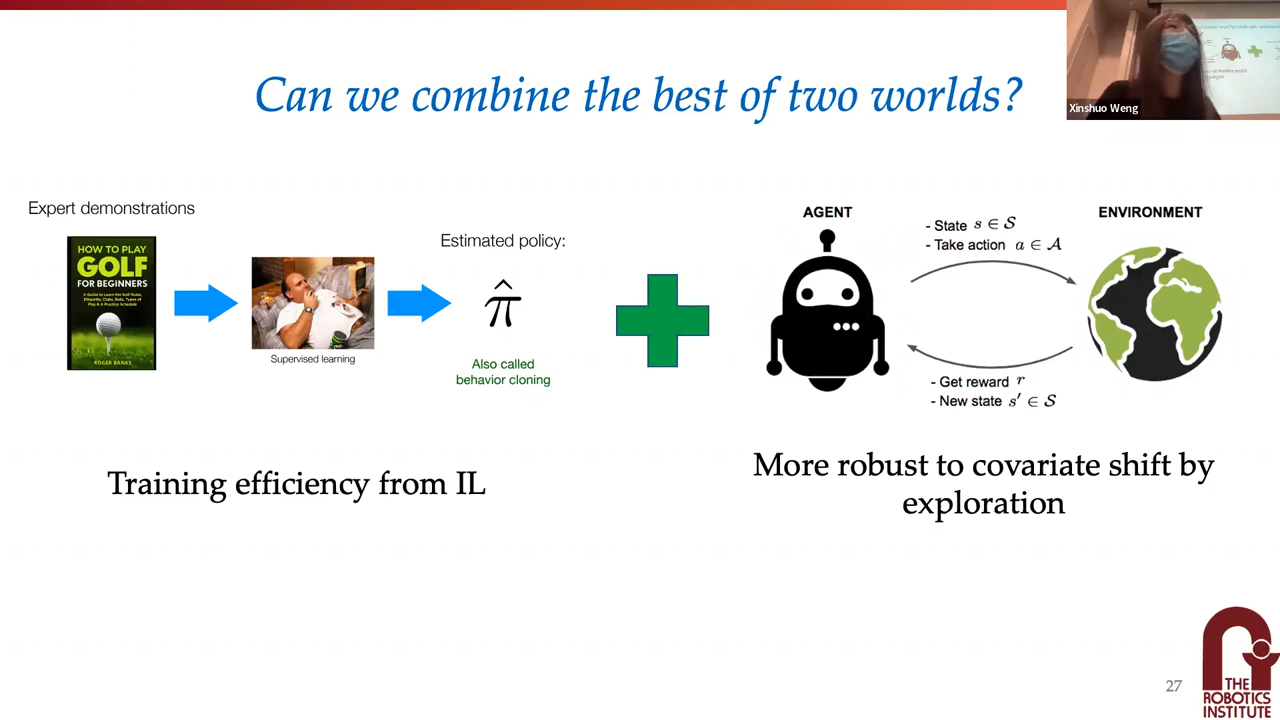 Can we combine the best of two worlds?
Xinshuo Weng
Expert demonstrations
HOW TO PLAY
GOLF
FOR BEGINNERS
ROGER BANKS
Supervised learning
Estimated policy:
π̂
Also called
behavior cloning
AGENT
- State s ∈ 𝒮
- Take action a ∈ 𝒜
ENVIRONMENT
- Get reward r
- New state s′ ∈ 𝒮
Training efficiency from IL
More robust to covariate shift by
exploration
27
THE
ROBOTICS
INSTITUTE